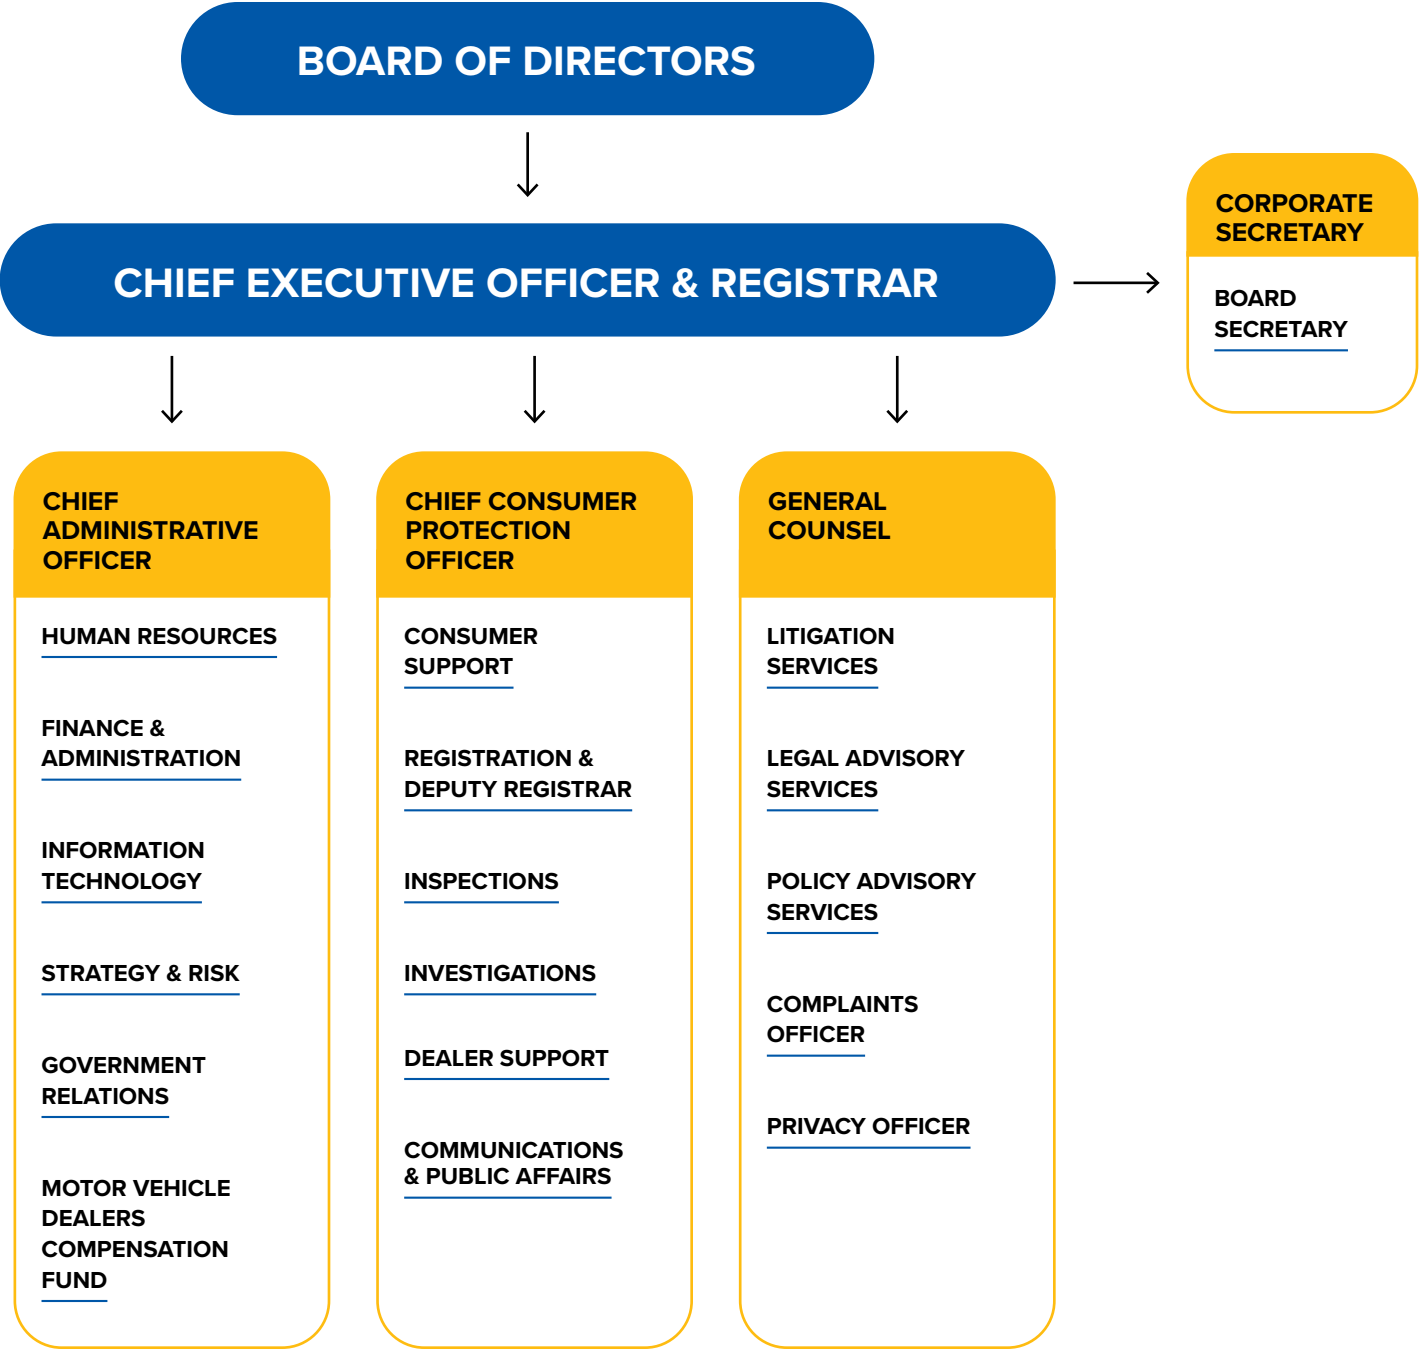 BOARD OF DIRECTORS
CHIEF EXECUTIVE OFFICER & REGISTRAR
CORPORATE
SECRETARY
BOARD
SECRETARY
CHIEF
ADMINISTRATIVE
OFFICER
HUMAN RESOURCES
FINANCE &
ADMINISTRATION
INFORMATION
TECHNOLOGY
STRATEGY & RISK
GOVERNMENT
RELATIONS
MOTOR VEHICLE
DEALERS
COMPENSATION
FUND
CHIEF CONSUMER
PROTECTION
OFFICER
CONSUMER
SUPPORT
REGISTRATION &
DEPUTY REGISTRAR
INSPECTIONS
INVESTIGATIONS
DEALER SUPPORT
COMMUNICATIONS
& PUBLIC AFFAIRS
GENERAL
COUNSEL
LITIGATION
SERVICES
LEGAL ADVISORY
SERVICES
POLICY ADVISORY
SERVICES
COMPLAINTS
OFFICER
PRIVACY OFFICER